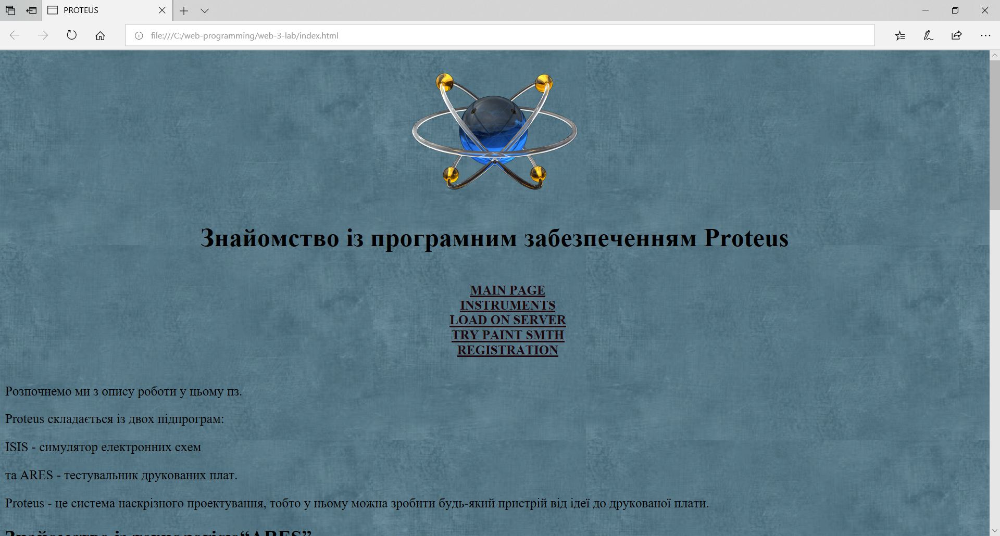 PROTEUS
file:///C:/web-programming/web-3-lab/index.html
Знайомство із програмним забезпеченням Proteus
MAIN PAGE
INSTRUMENTS
LOAD ON SERVER
TRY PAINT SMTH
REGISTRATION
Розпочнемо ми з опису роботи у цьому пз.
Proteus складається із двох підпрограм:
ISIS - симулятор електронних схем
та ARES - тестувальник друкованих плат.
Proteus - це система наскрізного проектування, тобто у ньому можна зробити будь-який пристрій від ідеї до друкованої плати.
Знайомство із технологією“ARES”